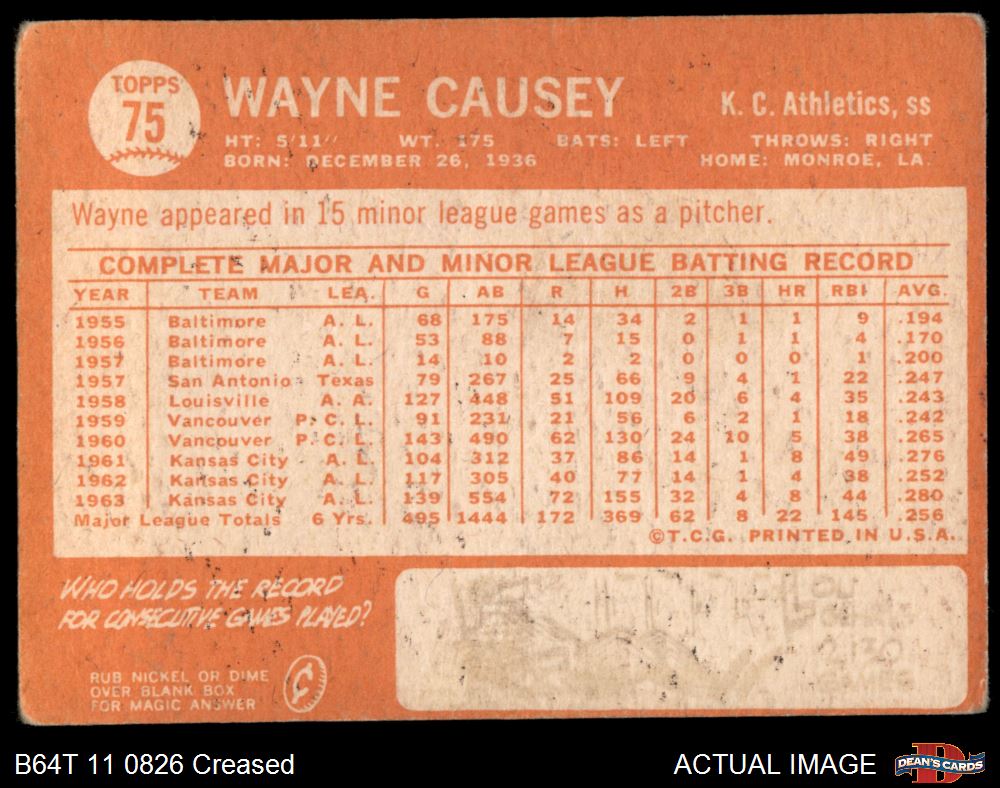 TOPPS
75
WAYNE CAUSEY
K. C. Athletics, ss
HT: 5'11" WT. 175 BATS: LEFT THROWS: RIGHT
BORN: DECEMBER 26, 1936 HOME: MONROE, LA.
Wayne appeared in 15 minor league games as a pitcher.
COMPLETE MAJOR AND MINOR LEAGUE BATTING RECORD
YEAR TEAM LEA. G AB R H 2B 3B HR RBI AVG.
1955 Baltimore A. L. 68 175 14 34 2 1 1 9 .194
1956 Baltimore A. L. 53 88 7 15 0 1 1 4 .170
1957 Baltimore A. L. 14 10 2 2 0 0 0 1 .200
1957 San Antonio Texas 79 267 25 66 9 4 1 22 .247
1958 Louisville A. A. 127 448 51 109 20 6 4 35 .243
1959 Vancouver P. C. L. 91 231 21 56 6 2 1 18 .242
1960 Vancouver P. C. L. 143 490 62 130 24 10 5 38 .265
1961 Kansas City A. L. 104 312 37 86 14 1 8 49 .276
1962 Kansas City A. L. 117 305 40 77 14 1 4 38 .252
1963 Kansas City A. L. 139 554 72 155 32 4 8 44 .280
Major League Totals 6 Yrs. 495 1444 172 369 62 8 22 145 .256
©T.C.G. PRINTED IN U.S.A.
WHO HOLDS THE RECORD
FOR CONSECUTIVE GAMES PLAYED?
RUB NICKEL OR DIME
OVER BLANK BOX
FOR MAGIC ANSWER
¢
LOU
2,130
GAMES
B64T 11 0826 Creased
ACTUAL IMAGE
D
DEAN'S CARDS